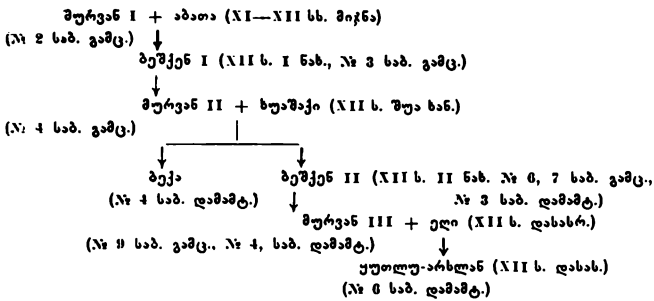 მურვან I + აბათა (XI—XII სს. მიჯნა)
(№ 2 საბ. გამც.)
ბეშქენ I (XII ს. I ნახ., № 3 საბ. გამც.)
მურვან II + ხუაშაქი (XII ს. შუა ხან.)
(№ 4 საბ. გამც.)
ბექა ბეშქენ II (XII ს. II ნახ. № 6, 7 საბ. გამც.,
(№ 4 საბ. დამამტ.) № 3 საბ. დამამტ.)
მურვან III + ელი (XII ს. დასასრ.)
(№ 9 საბ. გამც., № 4, საბ. დამამტ.)
ყუთლუ-არსლან (XII ს. დასას.)
(№ 6 საბ. დამამტ.)